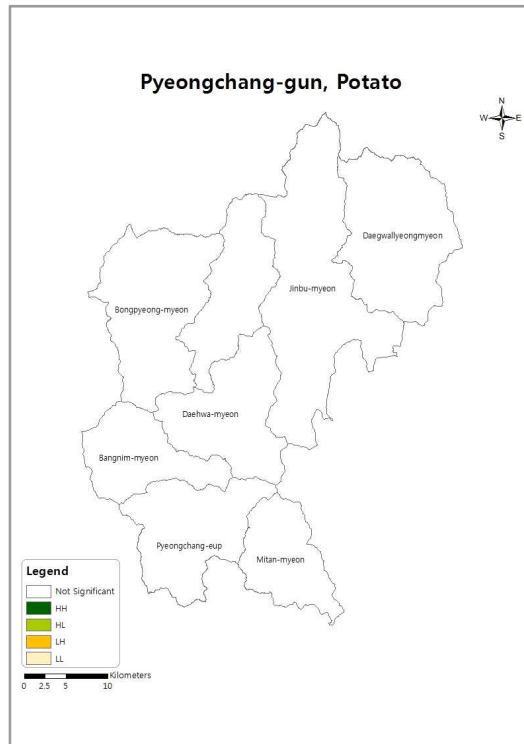 Pyeongchang-gun, Potato
N
W E
S
Daegwallyeongmyeon
Jinbu-myeon
Bongpyeong-myeon
Daehwa-myeon
Bangnim-myeon
Pyeongchang-eup
Mitan-myeon
Legend
Not Significant
HH
HL
LH
LL
Kilometers
0 2.5 5 10